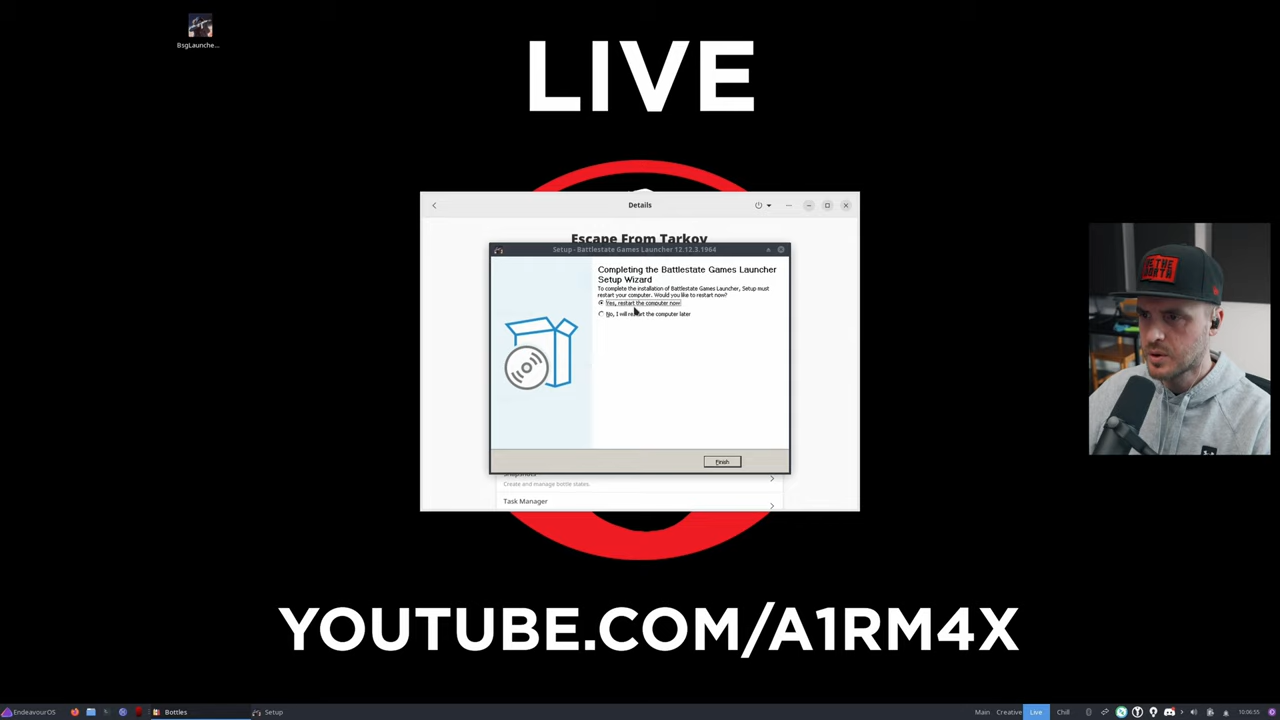 BsgLaunche...
LIVE
Details
Escape From Tarkov
Setup - Battlestate Games Launcher 12.12.3.1964
Completing the Battlestate Games Launcher
Setup Wizard
To complete the installation of Battlestate Games Launcher, Setup must
restart your computer. Would you like to restart now?
Yes, restart the computer now
No, I will restart the computer later
Finish
Create and manage bottle states.
Task Manager
YOUTUBE.COM/A1RM4X
EndeavourOS
Bottles
Setup
Main
Creative
Live
Chill
10:06:55